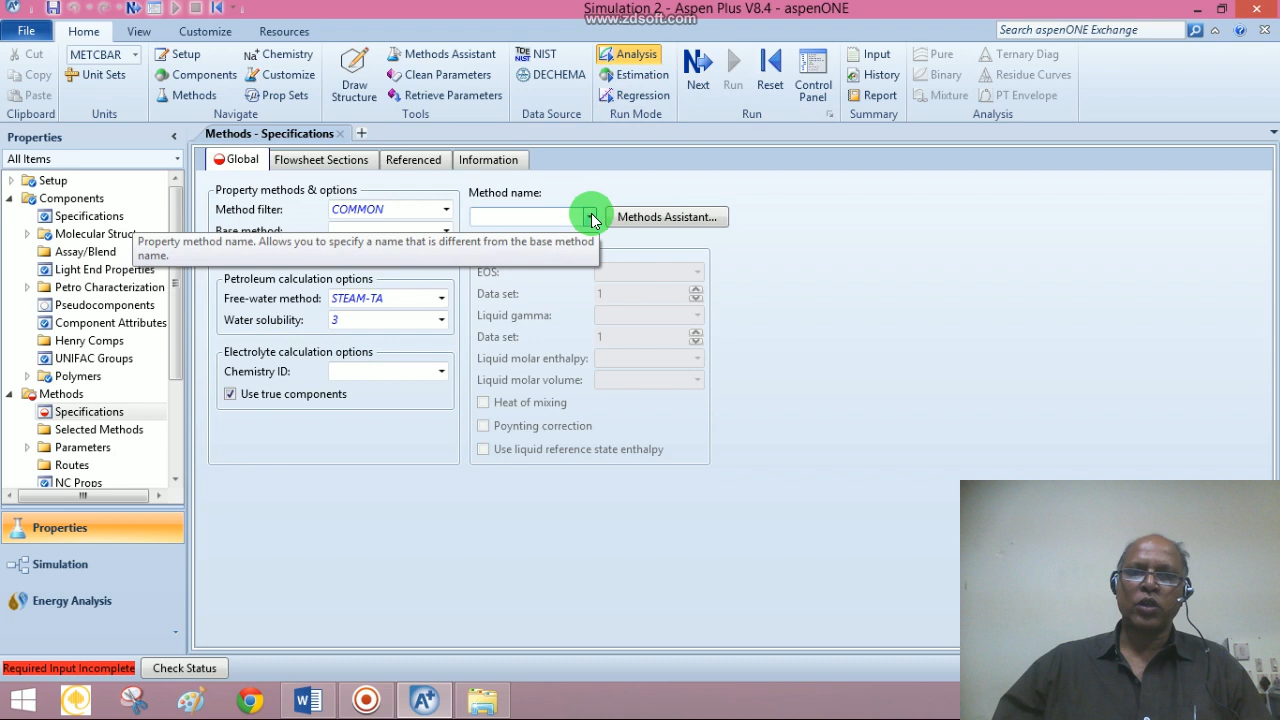 Simulation 2 - Aspen Plus V8.4 - aspenONE
www.zdsoft.com
File
Home
View
Customize
Resources
Search aspenONE Exchange
Cut
Copy
Paste
Clipboard
METCBAR
Unit Sets
Units
Setup
Components
Methods
Chemistry
Customize
Prop Sets
Navigate
Draw
Structure
Methods Assistant
Clean Parameters
Retrieve Parameters
Tools
NIST
DECHEMA
Data Source
Analysis
Estimation
Regression
Run Mode
Next
Run
Reset
Control
Panel
Run
Input
History
Report
Summary
Pure
Binary
Mixture
Ternary Diag
Residue Curves
PT Envelope
Analysis
Properties
All Items
Setup
Components
Specifications
Molecular Struct
Assay/Blend
Light End Properties
Petro Characterization
Pseudocomponents
Component Attributes
Henry Comps
UNIFAC Groups
Polymers
Methods
Specifications
Selected Methods
Parameters
Routes
NC Props
Properties
Simulation
Energy Analysis
Methods - Specifications
Global
Flowsheet Sections
Referenced
Information
Property methods & options
Method filter: COMMON
Base method:
Method name:
Methods Assistant...
Property method name. Allows you to specify a name that is different from the base method
name.
Petroleum calculation options
Free-water method: STEAM-TA
Water solubility: 3
Electrolyte calculation options
Chemistry ID:
Use true components
EOS:
Data set: 1
Liquid gamma:
Data set: 1
Liquid molar enthalpy:
Liquid molar volume:
Heat of mixing
Poynting correction
Use liquid reference state enthalpy
Required Input Incomplete
Check Status